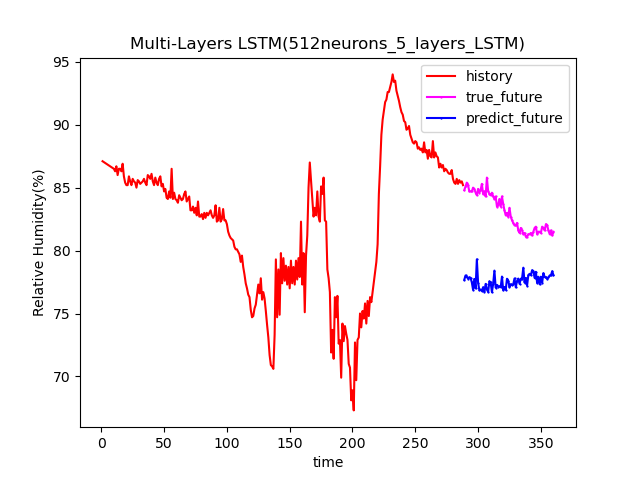 Multi-Layers LSTM(512neurons_5_layers_LSTM)
history
true_future
predict_future
Relative Humidity(%)
95
90
85
80
75
70
0
50
100
150
200
250
300
350
time